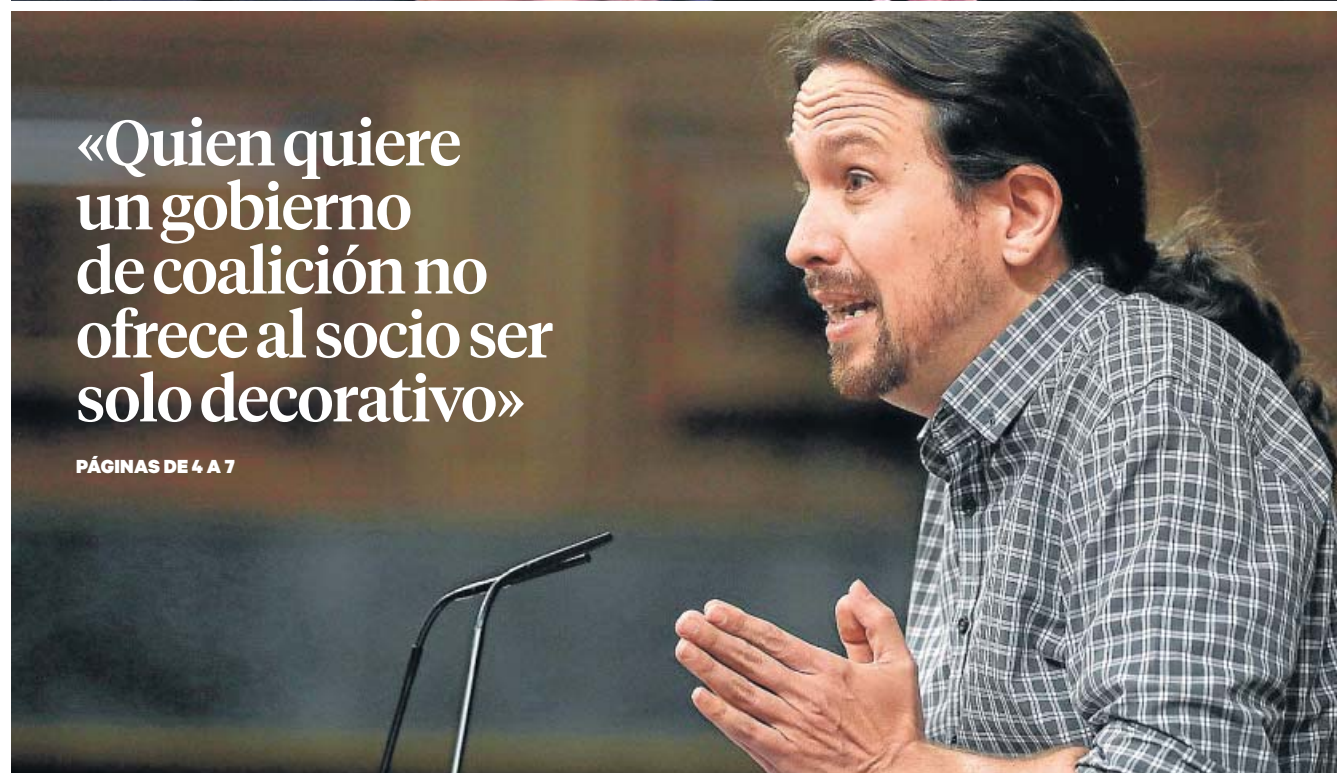 «Quien quiere
un gobierno
de coalición no
ofrece al socio ser
solo decorativo»
PÁGINAS DE 4 A 7